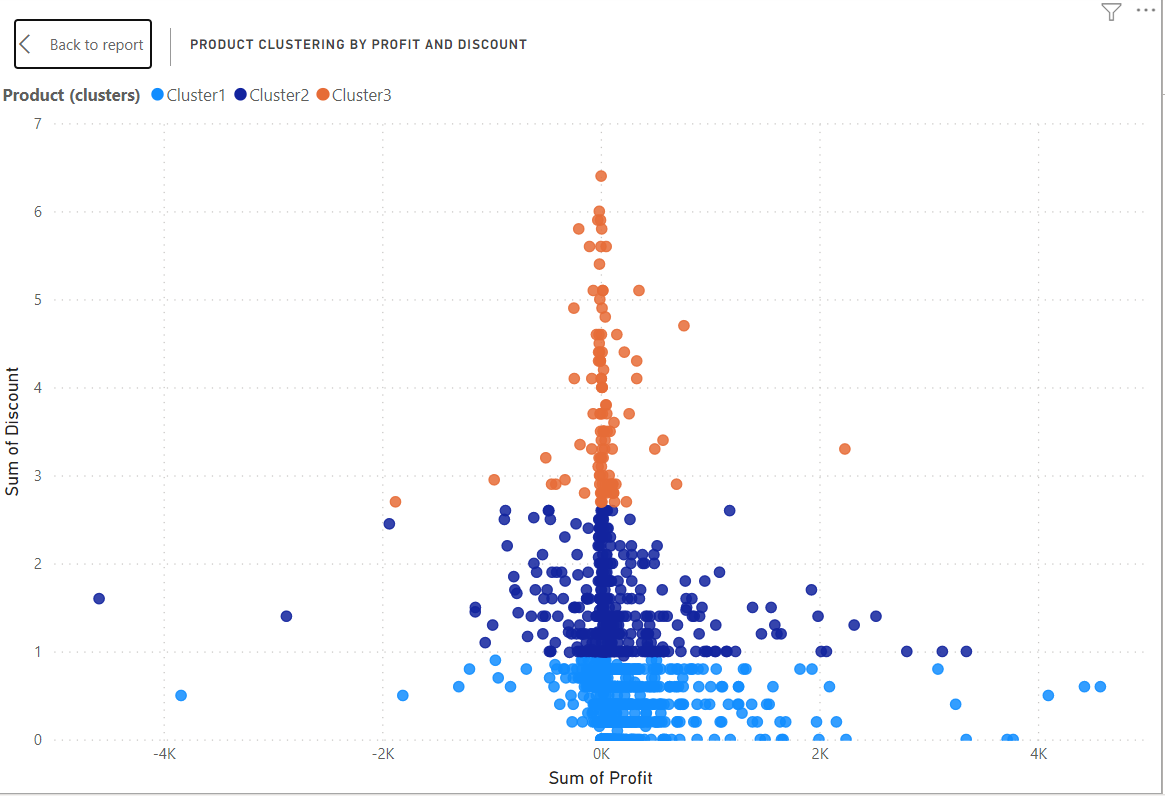 Back to report
PRODUCT CLUSTERING BY PROFIT AND DISCOUNT
Product (clusters) Cluster1 Cluster2 Cluster3
7
6
5
4
3
2
1
0
Sum of Discount
-4K -2K 0K 2K 4K
Sum of Profit